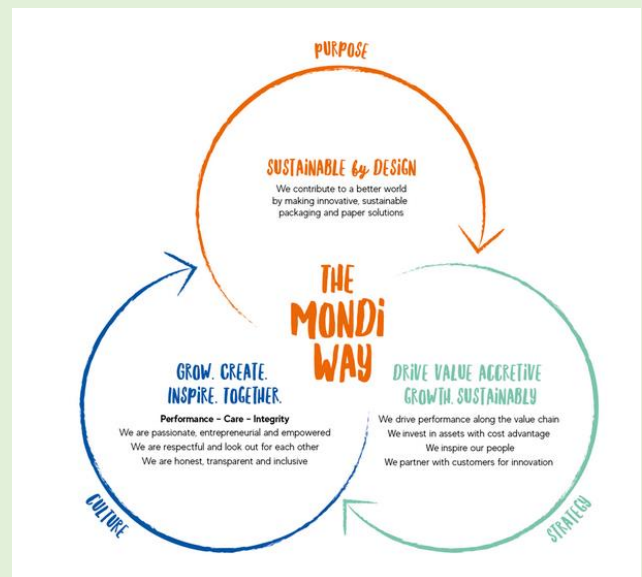 PURPOSE
SUSTAINABLE by DESIGN
We contribute to a better world
by making innovative, sustainable
packaging and paper solutions
THE
MONDi
WAY
GROW. CREATE.
INSPIRE. TOGETHER.
Performance – Care – Integrity
We are passionate, entrepreneurial and empowered
We are respectful and look out for each other
We are honest, transparent and inclusive
CULTURE
DRIVE VALUE ACCRETIVE
GROWTH, SUSTAINABLY
We drive performance along the value chain
We invest in assets with cost advantage
We inspire our people
We partner with customers for innovation
STRATEGY